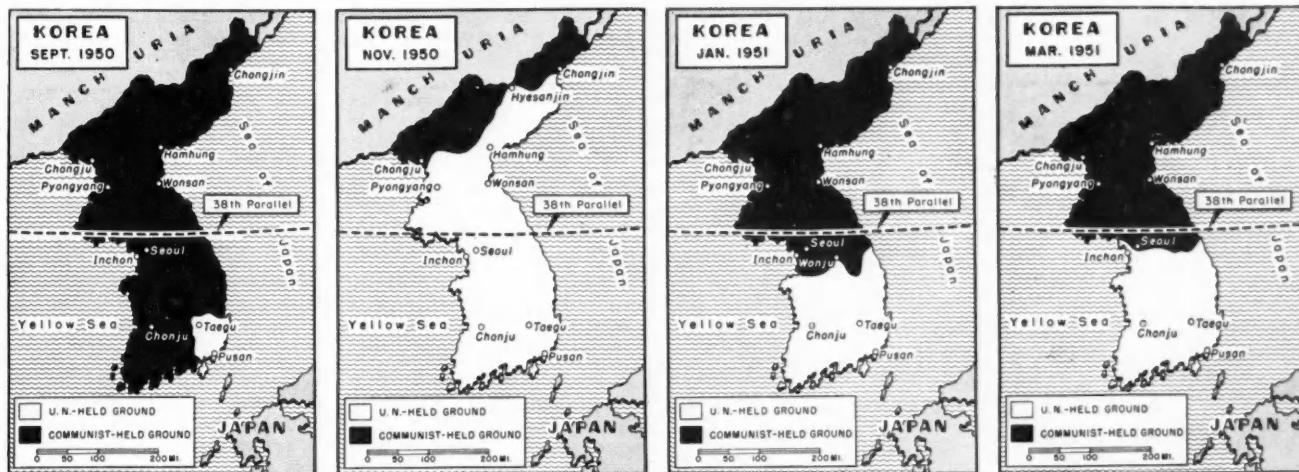 KOREA
SEPT. 1950
MANCHURIA
Chongjin
Sea of Japan
Hamhung
Chongju
Pyongyang
Wonsan
38th Parallel
Seoul
Inchon
Yellow Sea
Chonju
Taegu
Pusan
U.N.-HELD GROUND
COMMUNIST-HELD GROUND
JAPAN
0 50 100 200 MI.
KOREA
NOV. 1950
MANCHURIA
Chongjin
Hyesanjin
Sea of Japan
Hamhung
Chongju
Pyongyang
Wonsan
38th Parallel
Seoul
Inchon
Yellow Sea
Chonju
Taegu
Pusan
U.N.-HELD GROUND
COMMUNIST-HELD GROUND
JAPAN
0 50 100 200 MI.
KOREA
JAN. 1951
MANCHURIA
Chongjin
Sea of Japan
Hamhung
Chongju
Pyongyang
Wonsan
38th Parallel
Seoul
Inchon
Wonju
Yellow Sea
Chonju
Taegu
Pusan
U.N.-HELD GROUND
COMMUNIST-HELD GROUND
JAPAN
0 50 100 200 MI.
KOREA
MAR. 1951
MANCHURIA
Chongjin
Sea of Japan
Hamhung
Chongju
Pyongyang
Wonsan
38th Parallel
Seoul
Inchon
Yellow Sea
Chonju
Taegu
Pusan
U.N.-HELD GROUND
COMMUNIST-HELD GROUND
JAPAN
0 50 100 200 MI.